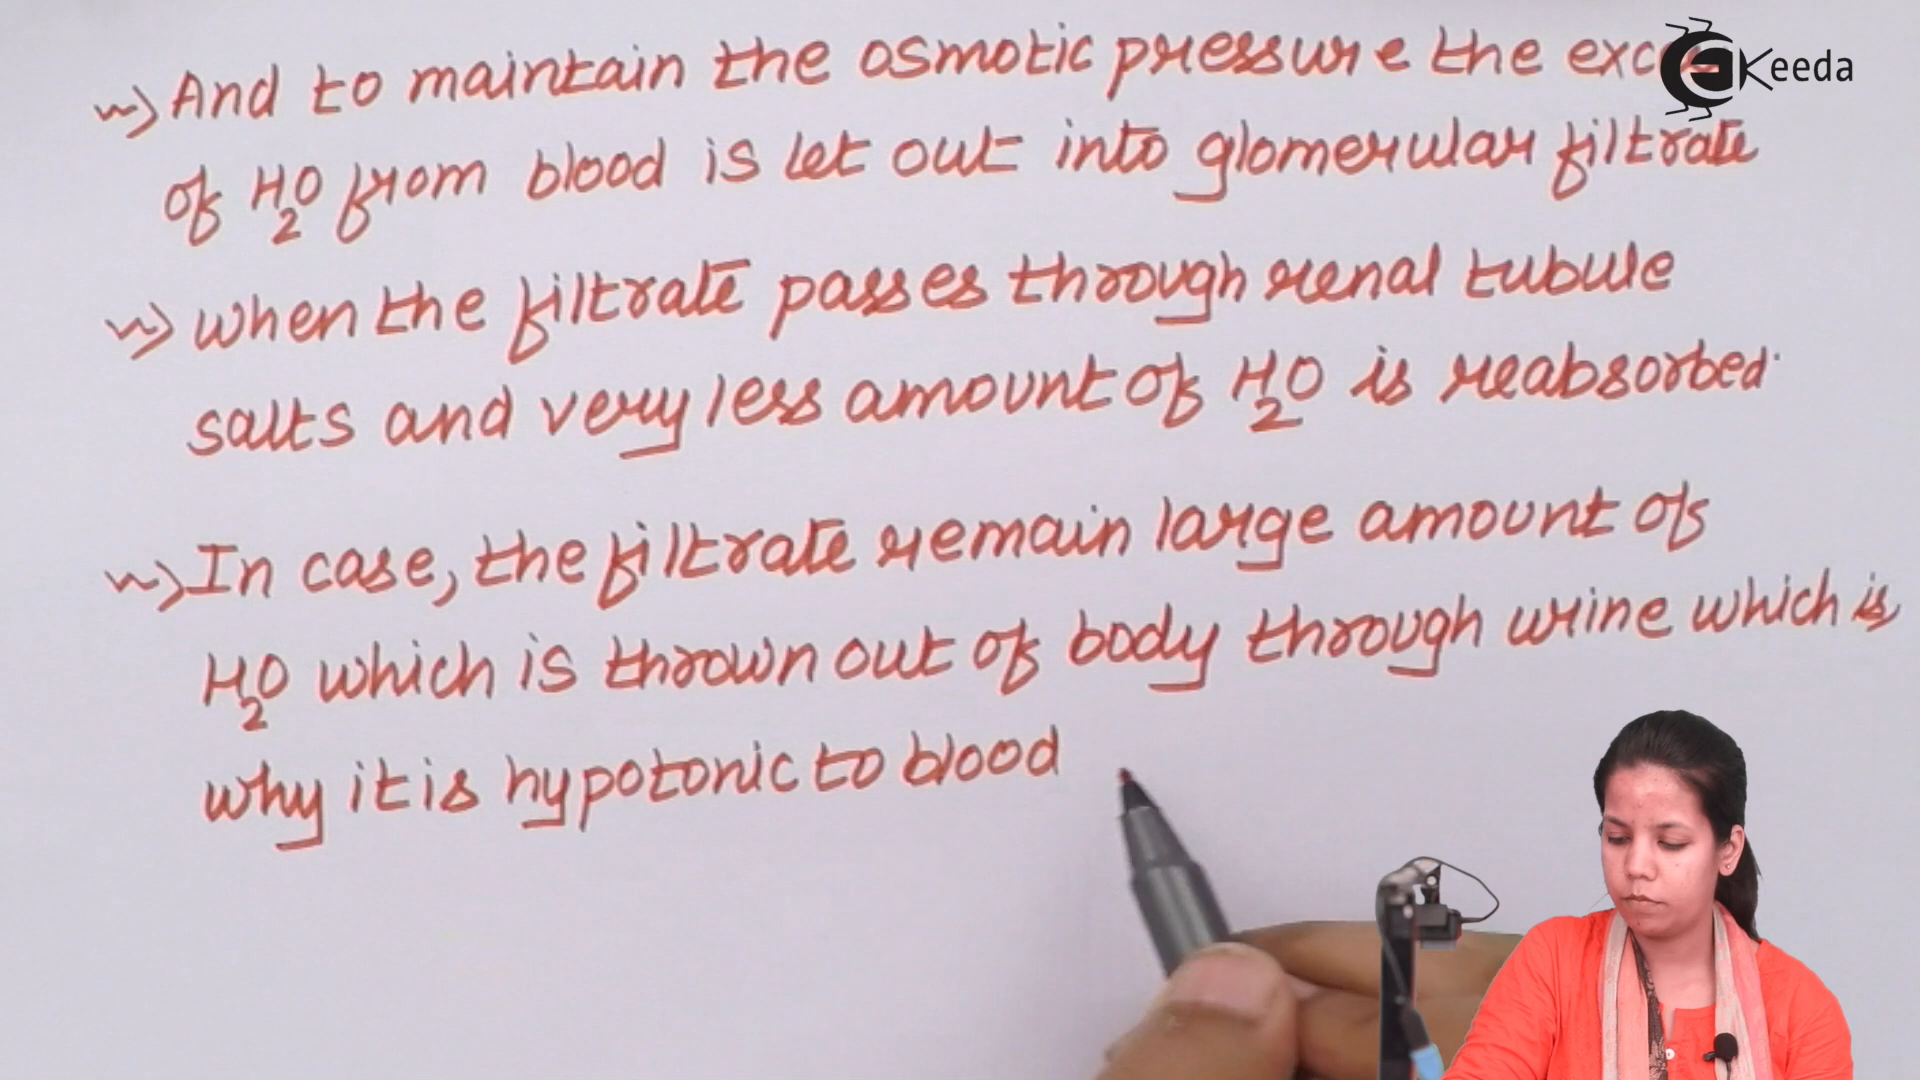 And to maintain the osmotic pressure the
of H2O from blood is let out into glomerular filtrate
When the filtrate passes through renal tubule
salts and very less amount of H2O is reabsorbed.
In case, the filtrate remain large amount of
H2O which is thrown out of body through urine which is
why it is hypotonic to blood
eKeeda